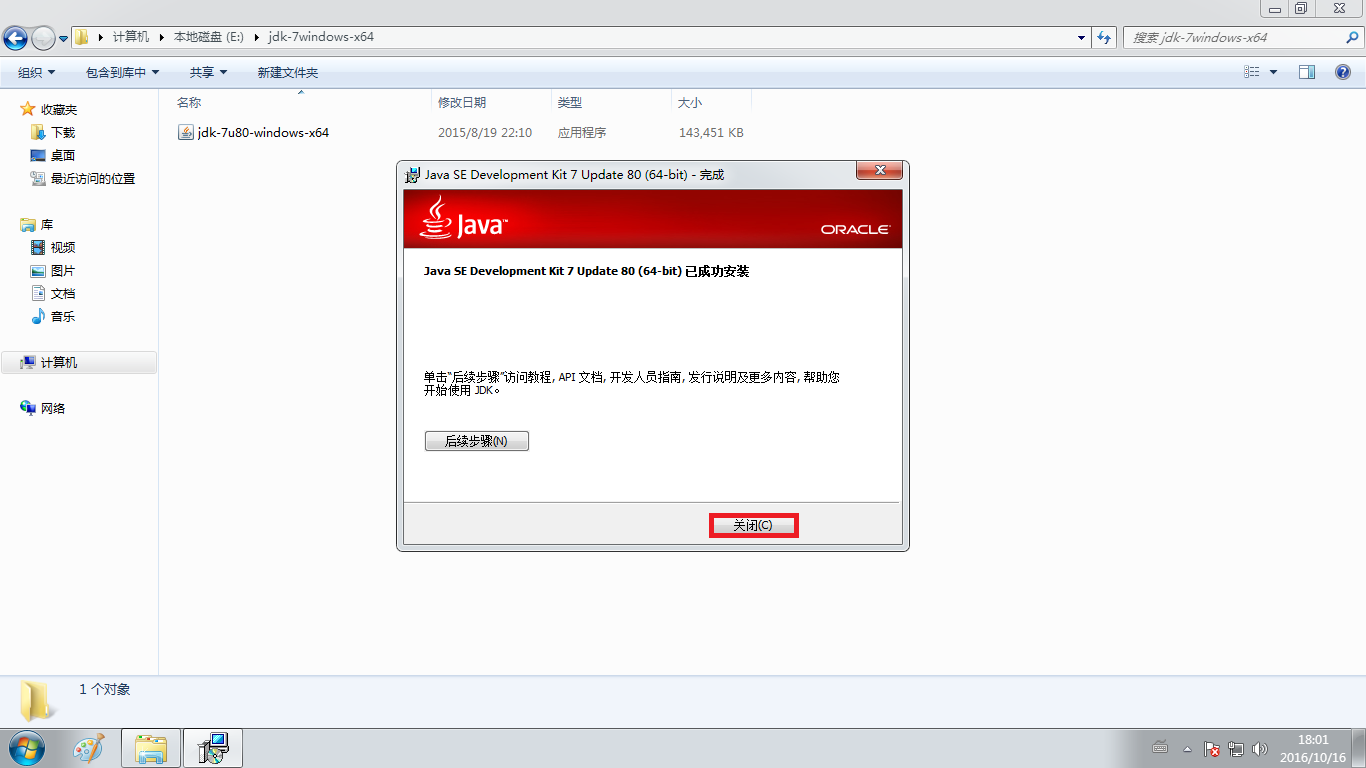 计算机 本地磁盘 (E:) jdk-7windows-x64
搜索 jdk-7windows-x64
组织 包含到库中 共享 新建文件夹
收藏夹
下载
桌面
最近访问的位置
库
视频
图片
文档
音乐
计算机
网络
名称 修改日期 类型 大小
jdk-7u80-windows-x64 2015/8/19 22:10 应用程序 143,451 KB
Java SE Development Kit 7 Update 80 (64-bit) - 完成
Java™
ORACLE
Java SE Development Kit 7 Update 80 (64-bit) 已成功安装
单击“后续步骤”访问教程, API 文档, 开发人员指南, 发行说明及更多内容, 帮助您
开始使用 JDK。
后续步骤(N)
关闭(C)
1 个对象
18:01
2016/10/16